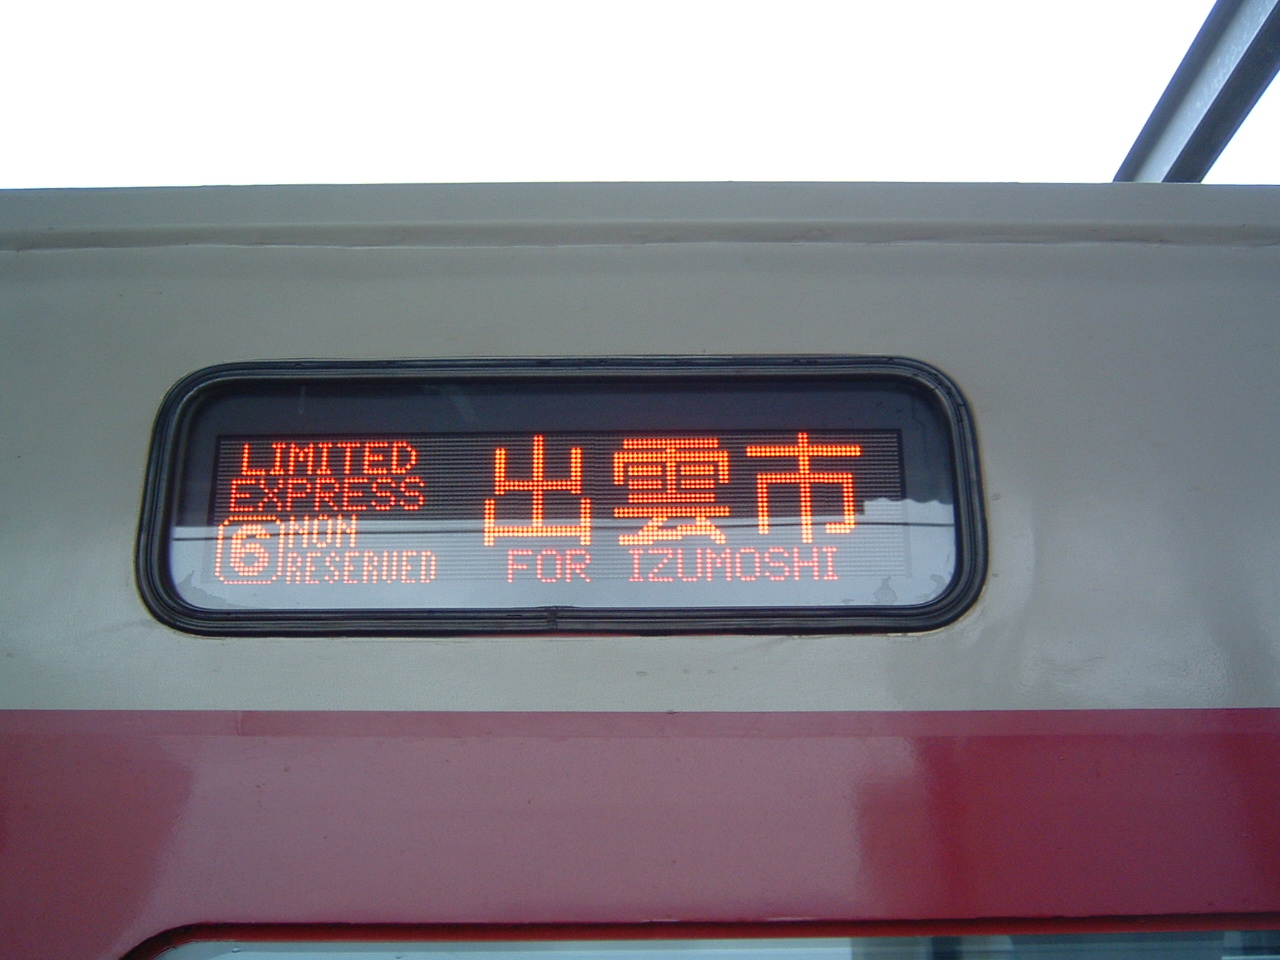 LIMITED
EXPRESS
6 NON
RESERVED
出雲市
FOR IZUMOSHI